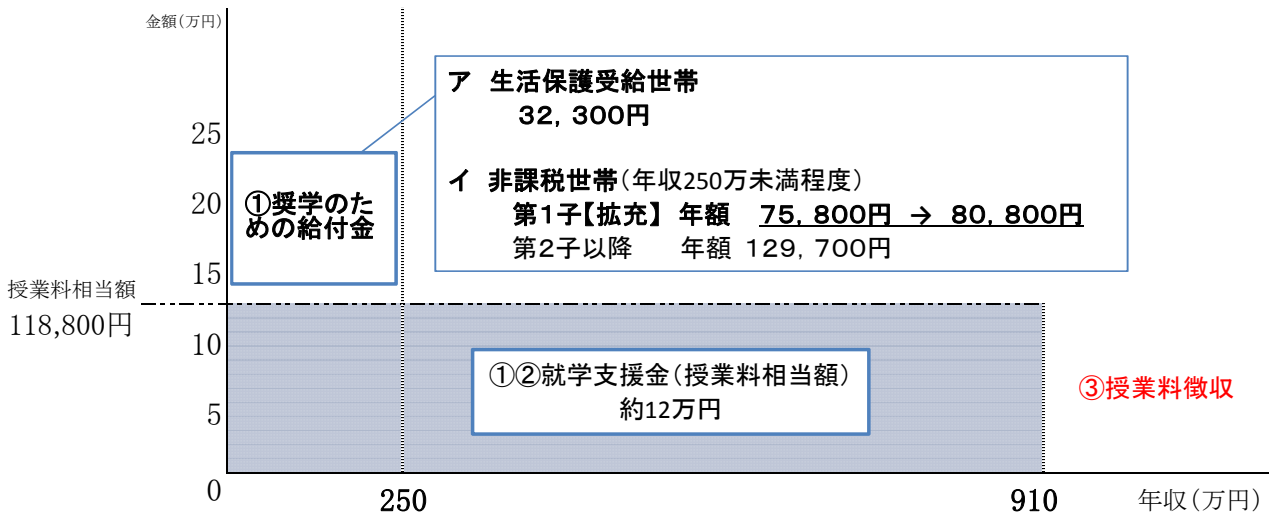 金額(万円)
ア 生活保護受給世帯
32，300円
イ 非課税世帯(年収250万未満程度)
第1子【拡充】 年額 75，800円 → 80，800円
第2子以降 年額 129，700円
25
20
15
10
5
0
①奨学のた
めの給付金
授業料相当額
118,800円
①②就学支援金(授業料相当額)
約12万円
③授業料徴収
250
910
年収(万円)